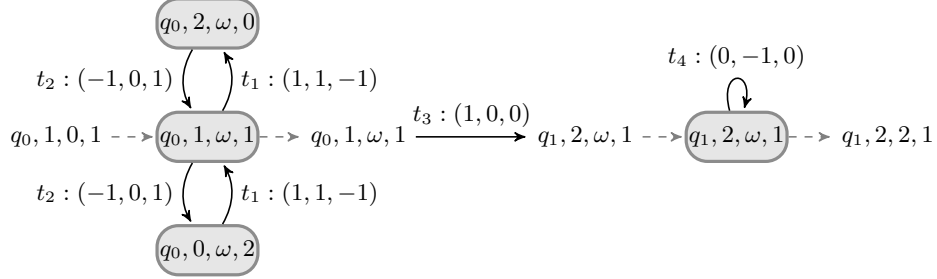 q₀, 2, ω, 0
t₂ : (−1, 0, 1)
t₁ : (1, 1, −1)
t₄ : (0, −1, 0)
t₃ : (1, 0, 0)
q₀, 1, 0, 1
q₀, 1, ω, 1
q₀, 1, ω, 1
q₁, 2, ω, 1
q₁, 2, ω, 1
q₁, 2, 2, 1
t₂ : (−1, 0, 1)
t₁ : (1, 1, −1)
q₀, 0, ω, 2